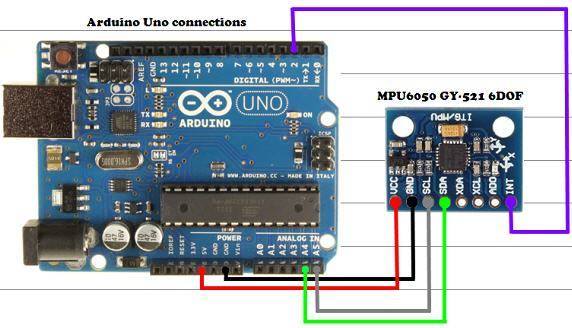 Arduino Uno connections
AREF
GND
13
12
~11
~10
~9
8
7
~6
~5
4
~3
2
TX→1
RX←0
DIGITAL (PWM~)
L
TX
RX
UNO
ARDUINO
ON
ICSP
WWW.ARDUINO.CC - MADE IN ITALY
POWER
ANALOG IN
IOREF
RESET
3.3V
5V
GND
GND
Vin
A0
A1
A2
A3
A4
A5
MPU6050 GY-521 6DOF
ITG/MPU
VCC
GND
SCL
SDA
XDA
XCL
ADO
INT